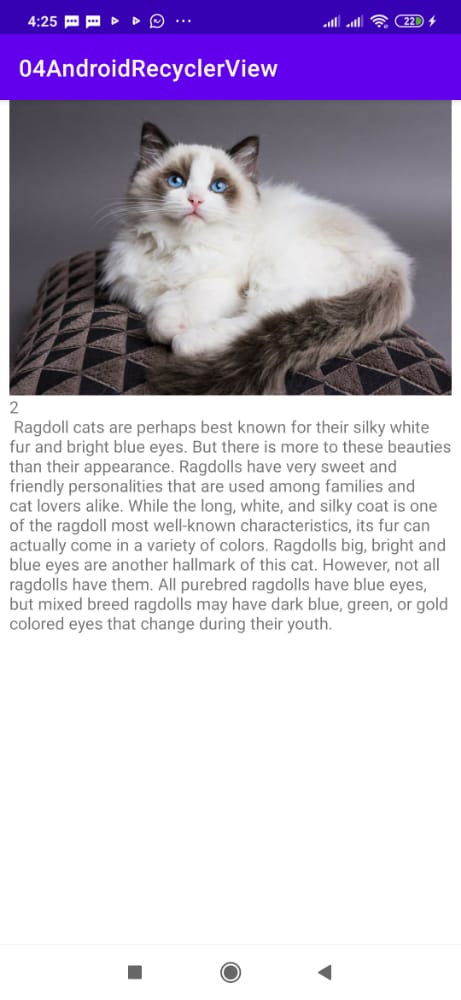 4:25
22
04AndroidRecyclerView
2
Ragdoll cats are perhaps best known for their silky white
fur and bright blue eyes. But there is more to these beauties
than their appearance. Ragdolls have very sweet and
friendly personalities that are used among families and
cat lovers alike. While the long, white, and silky coat is one
of the ragdoll most well-known characteristics, its fur can
actually come in a variety of colors. Ragdolls big, bright and
blue eyes are another hallmark of this cat. However, not all
ragdolls have them. All purebred ragdolls have blue eyes,
but mixed breed ragdolls may have dark blue, green, or gold
colored eyes that change during their youth.